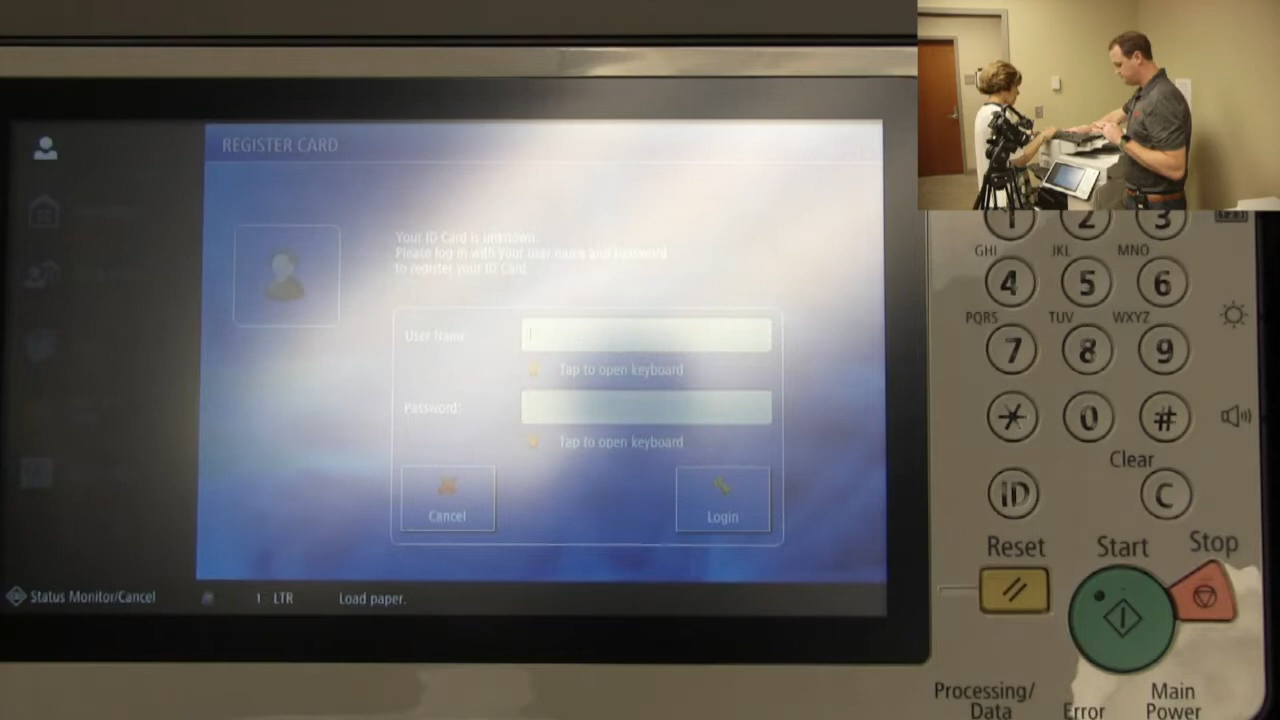 REGISTER CARD
Your ID Card is unknown.
Please log in with your user name and password
to register your ID Card.
User Name
Tap to open keyboard
Password:
Tap to open keyboard
Cancel
Login
Status Monitor/Cancel
1 LTR
Load paper.
1
2
3
GHI
JKL
MNO
4
5
6
PQRS
TUV
WXYZ
7
8
9
*
0
#
Clear
ID
C
Reset
Start
Stop
Processing/
Data
Error
Main
Power